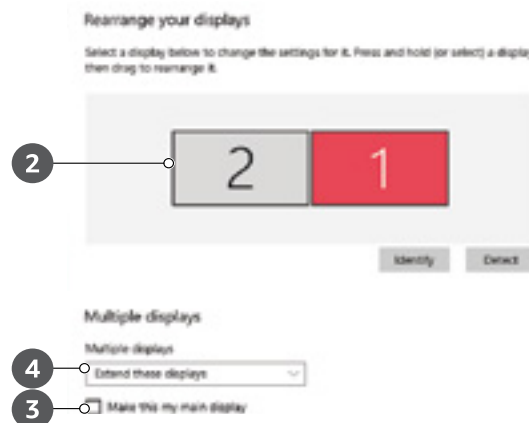 Rearrange your displays
Select a display below to change the settings for it. Press and hold (or select) a display
then drag to rearrange it.
2
2 1
Identify Detect
Multiple displays
Multiple displays
4
Extend these displays
3
Make this my main display